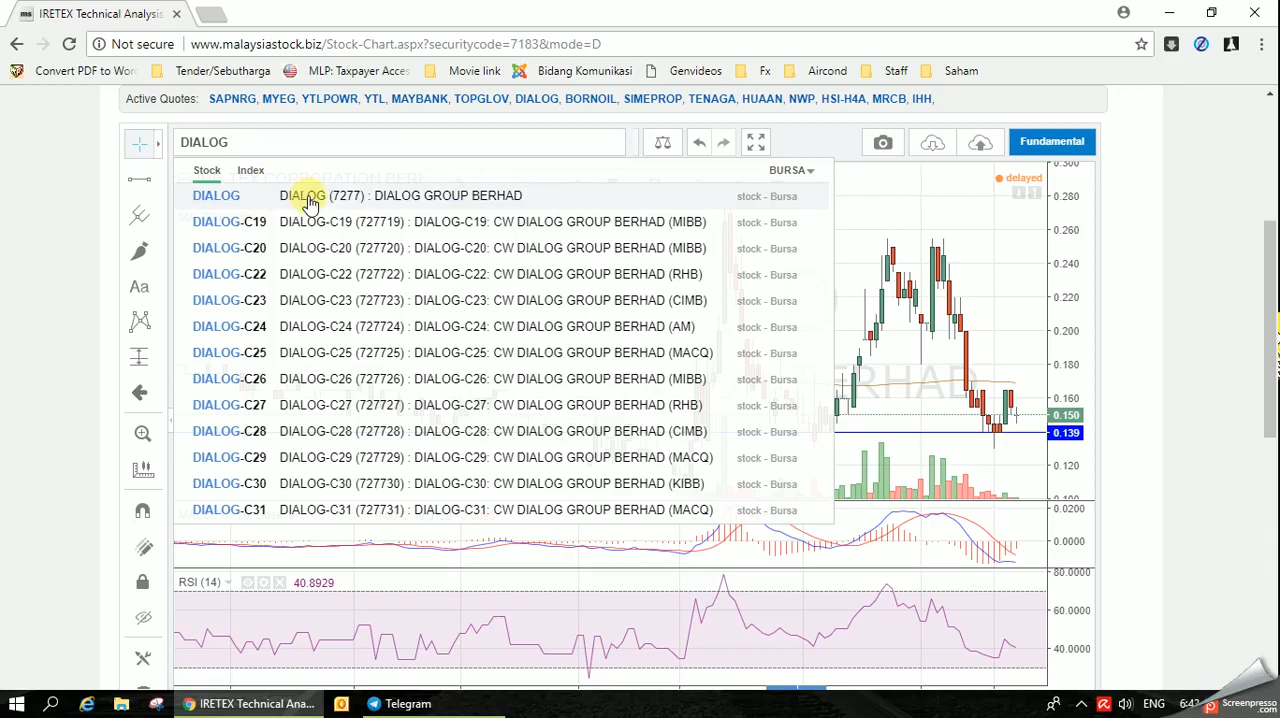 ms IRETEX Technical Analysis
Not secure | www.malaysiastock.biz/Stock-Chart.aspx?securitycode=7183&mode=D
Convert PDF to Wor Tender/Sebutharga MLP: Taxpayer Acces Movie link Bidang Komunikasi Genvideos Fx Aircond Staff Saham
Active Quotes: SAPNRG, MYEG, YTLPOWR, YTL, MAYBANK, TOPGLOV, DIALOG, BORNOIL, SIMEPROP, TENAGA, HUAAN, NWP, HSI-H4A, MRCB, IHH,
DIALOG Fundamental
Stock Index BURSA
0.300
delayed
DIALOG DIALOG (7277) : DIALOG GROUP BERHAD stock - Bursa
0.280
DIALOG-C19 DIALOG-C19 (727719) : DIALOG-C19: CW DIALOG GROUP BERHAD (MIBB) stock - Bursa
0.260
DIALOG-C20 DIALOG-C20 (727720) : DIALOG-C20: CW DIALOG GROUP BERHAD (MIBB) stock - Bursa
0.240
DIALOG-C22 DIALOG-C22 (727722) : DIALOG-C22: CW DIALOG GROUP BERHAD (RHB) stock - Bursa
0.220
DIALOG-C23 DIALOG-C23 (727723) : DIALOG-C23: CW DIALOG GROUP BERHAD (CIMB) stock - Bursa
Aa
DIALOG-C24 DIALOG-C24 (727724) : DIALOG-C24: CW DIALOG GROUP BERHAD (AM) stock - Bursa
0.200
DIALOG-C25 DIALOG-C25 (727725) : DIALOG-C25: CW DIALOG GROUP BERHAD (MACQ) stock - Bursa
0.180
DIALOG-C26 DIALOG-C26 (727726) : DIALOG-C26: CW DIALOG GROUP BERHAD (MIBB) stock - Bursa
BERHAD
0.160
DIALOG-C27 DIALOG-C27 (727727) : DIALOG-C27: CW DIALOG GROUP BERHAD (RHB) stock - Bursa
0.150
DIALOG-C28 DIALOG-C28 (727728) : DIALOG-C28: CW DIALOG GROUP BERHAD (CIMB) stock - Bursa
0.139
DIALOG-C29 DIALOG-C29 (727729) : DIALOG-C29: CW DIALOG GROUP BERHAD (MACQ) stock - Bursa
0.120
DIALOG-C30 DIALOG-C30 (727730) : DIALOG-C30: CW DIALOG GROUP BERHAD (KIBB) stock - Bursa
0.100
DIALOG-C31 DIALOG-C31 (727731) : DIALOG-C31: CW DIALOG GROUP BERHAD (MACQ) stock - Bursa
0.0200
0.0000
RSI (14) 40.8929
80.0000
60.0000
40.0000
IRETEX Technical Ana... Telegram ENG 6:4
Screenpresso.com